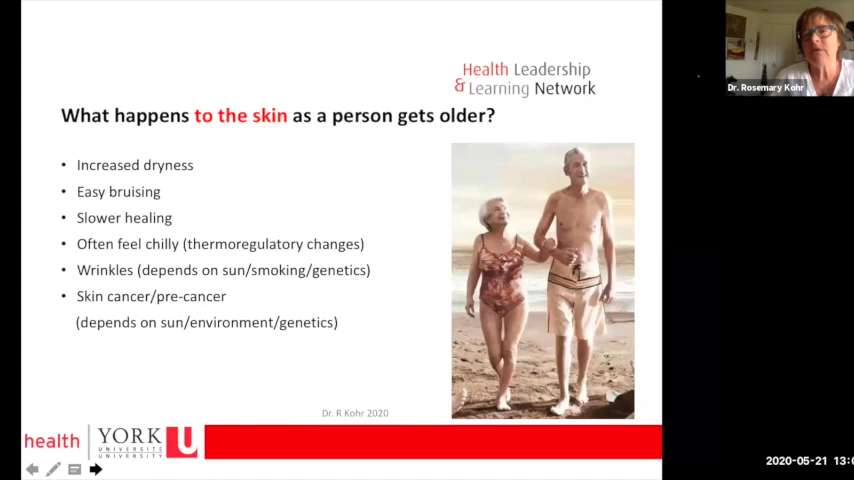 Health Leadership
& Learning Network
Dr. Rosemary Kohr
What happens to the skin as a person gets older?
• Increased dryness
• Easy bruising
• Slower healing
• Often feel chilly (thermoregulatory changes)
• Wrinkles (depends on sun/smoking/genetics)
• Skin cancer/pre-cancer
(depends on sun/environment/genetics)
Dr. R Kohr 2020
health
YORK U
UNIVERSITÉ
UNIVERSITY
2020-05-21 13:0